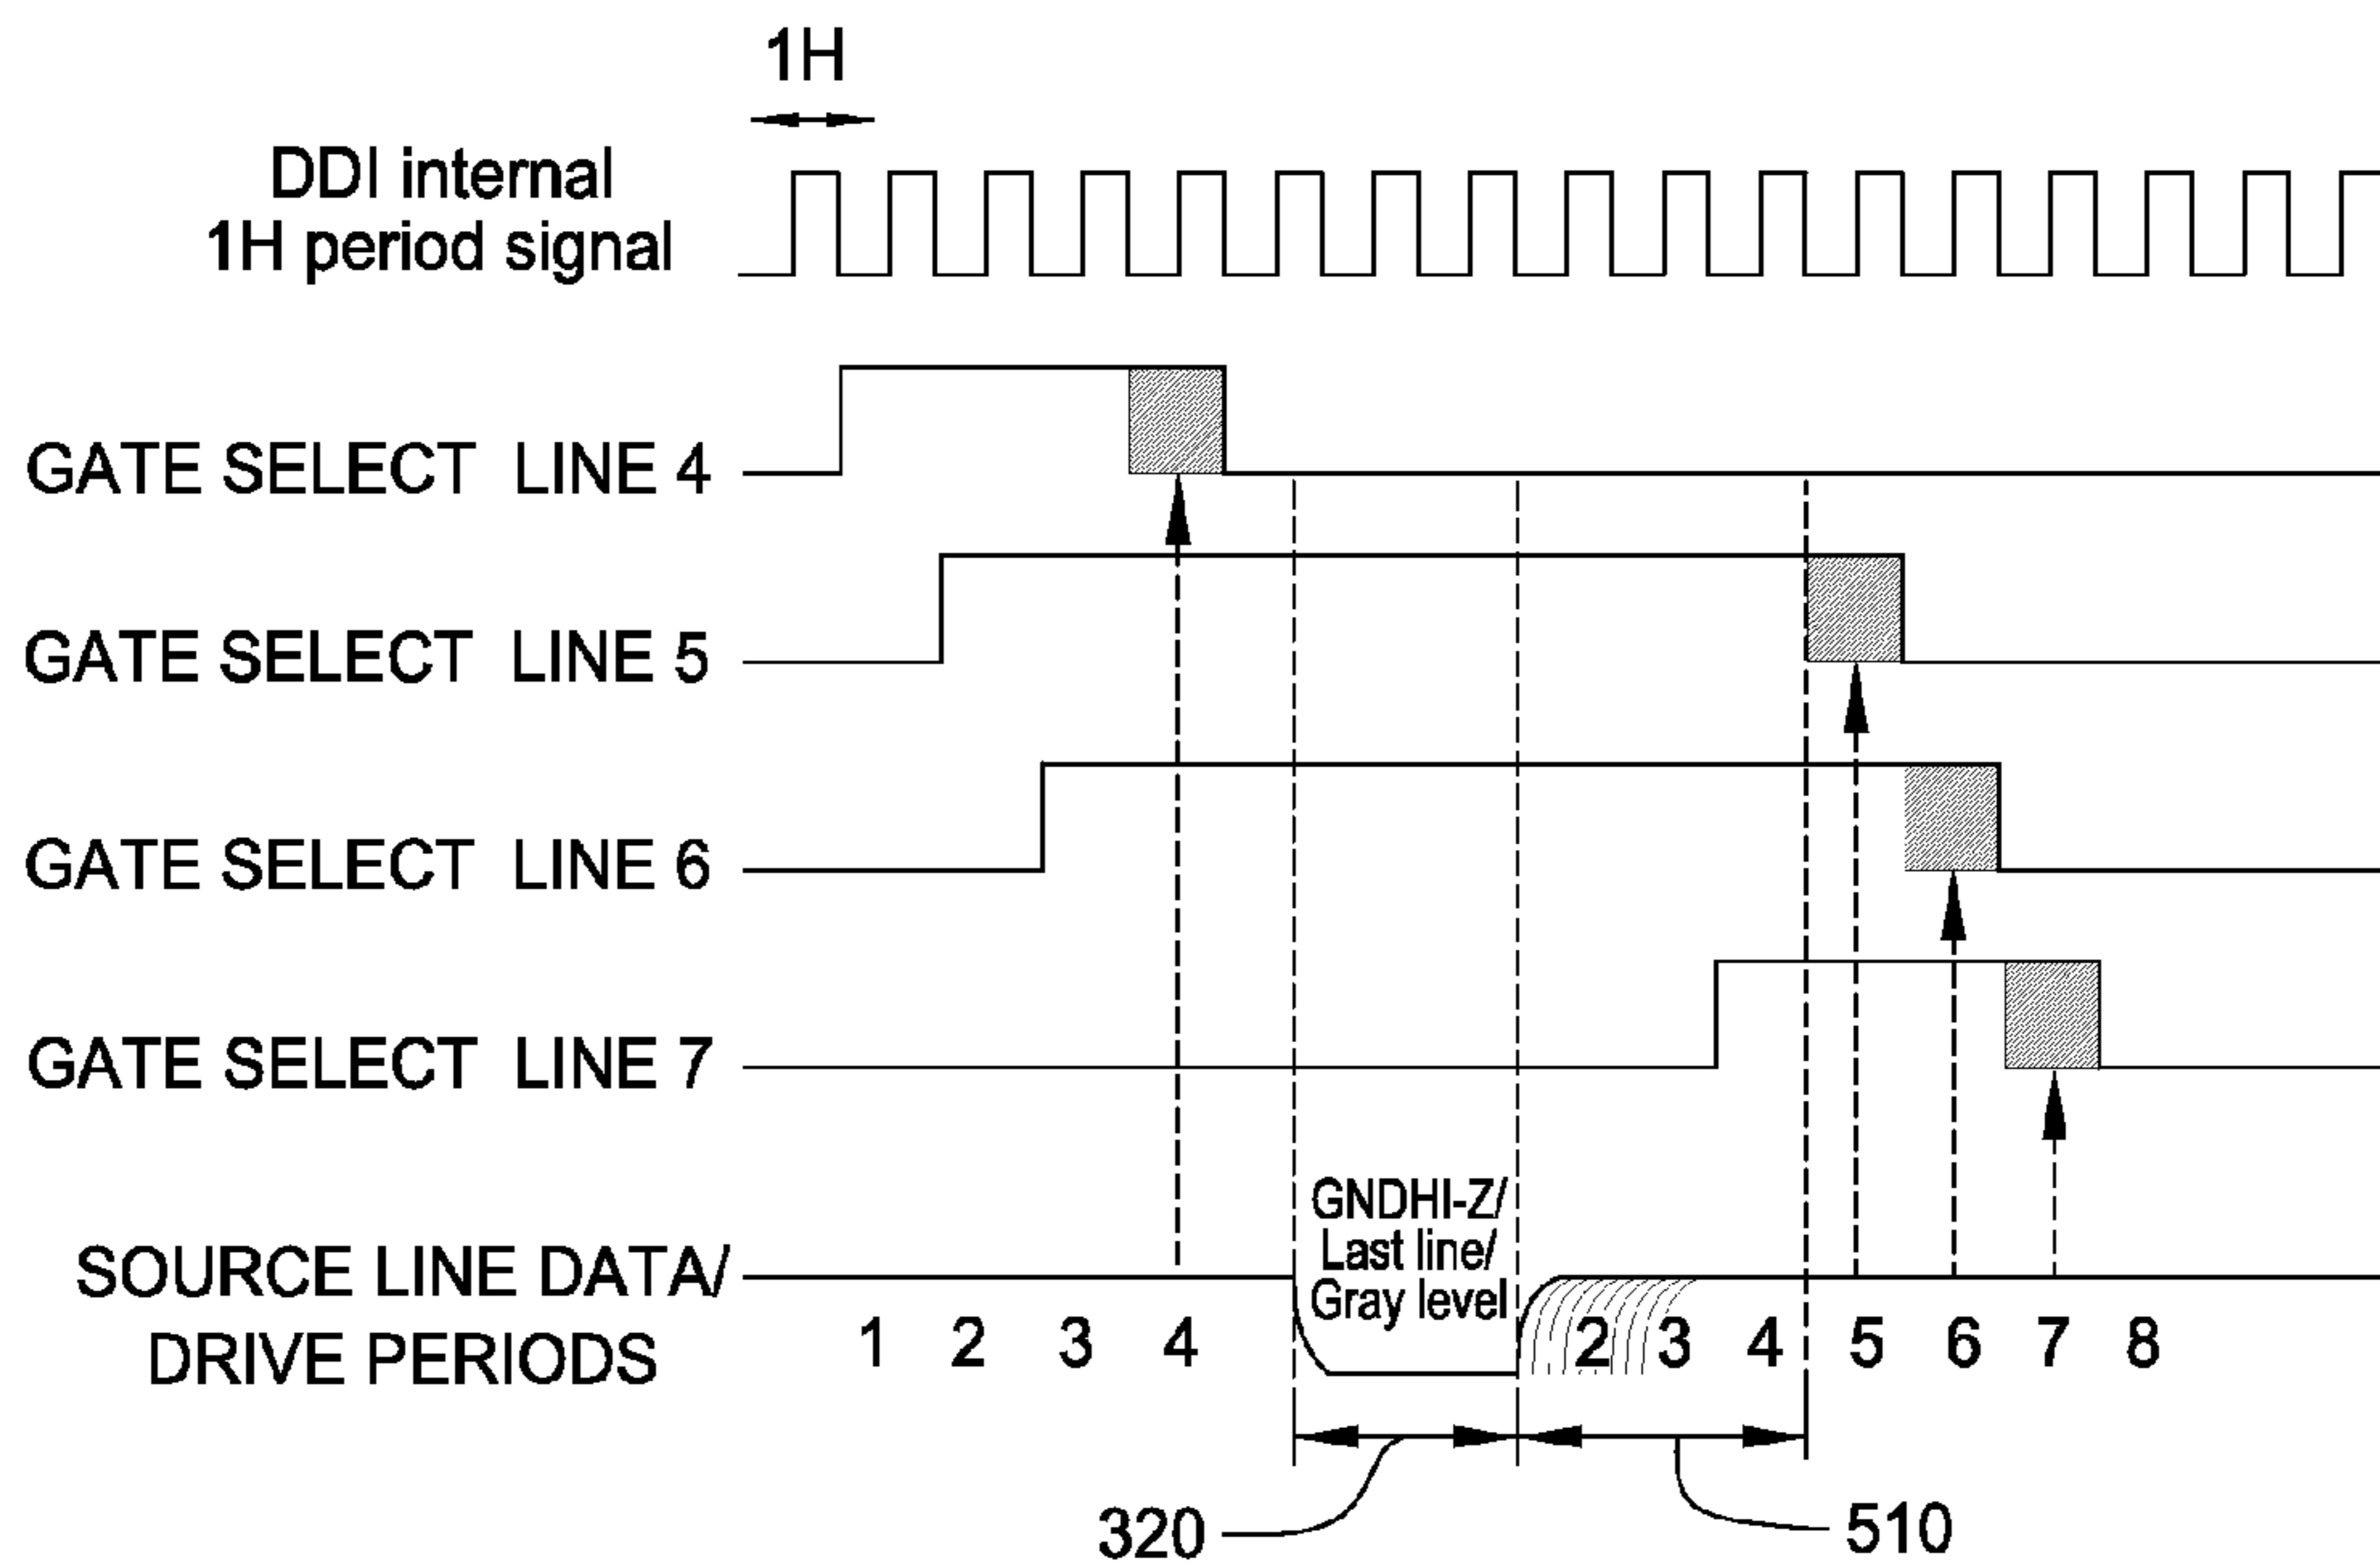 1H
DDI internal
1H period signal
GATE SELECT LINE 4
GATE SELECT LINE 5
GATE SELECT LINE 6
GATE SELECT LINE 7
GNDHI-Z/
Last line/
Gray level
SOURCE LINE DATA/
DRIVE PERIODS
1 2 3 4 2 3 4 5 6 7 8
320
510